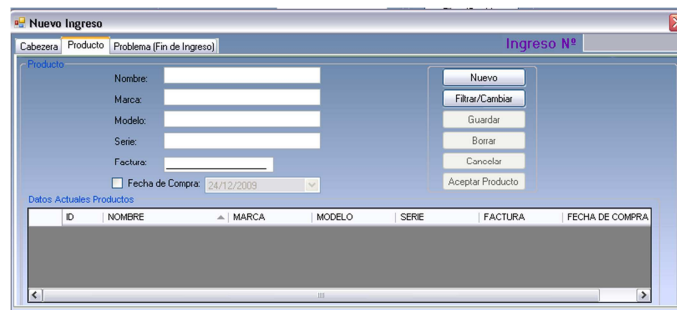 Nuevo Ingreso
Cabezera Producto Problema (Fin de Ingreso)
Ingreso Nº
Producto
Nombre:
Marca:
Modelo:
Serie:
Factura:
Fecha de Compra: 24/12/2009
Nuevo
Filtrar/Cambiar
Guardar
Borrar
Cancelar
Aceptar Producto
Datos Actuales Productos
ID NOMBRE MARCA MODELO SERIE FACTURA FECHA DE COMPRA